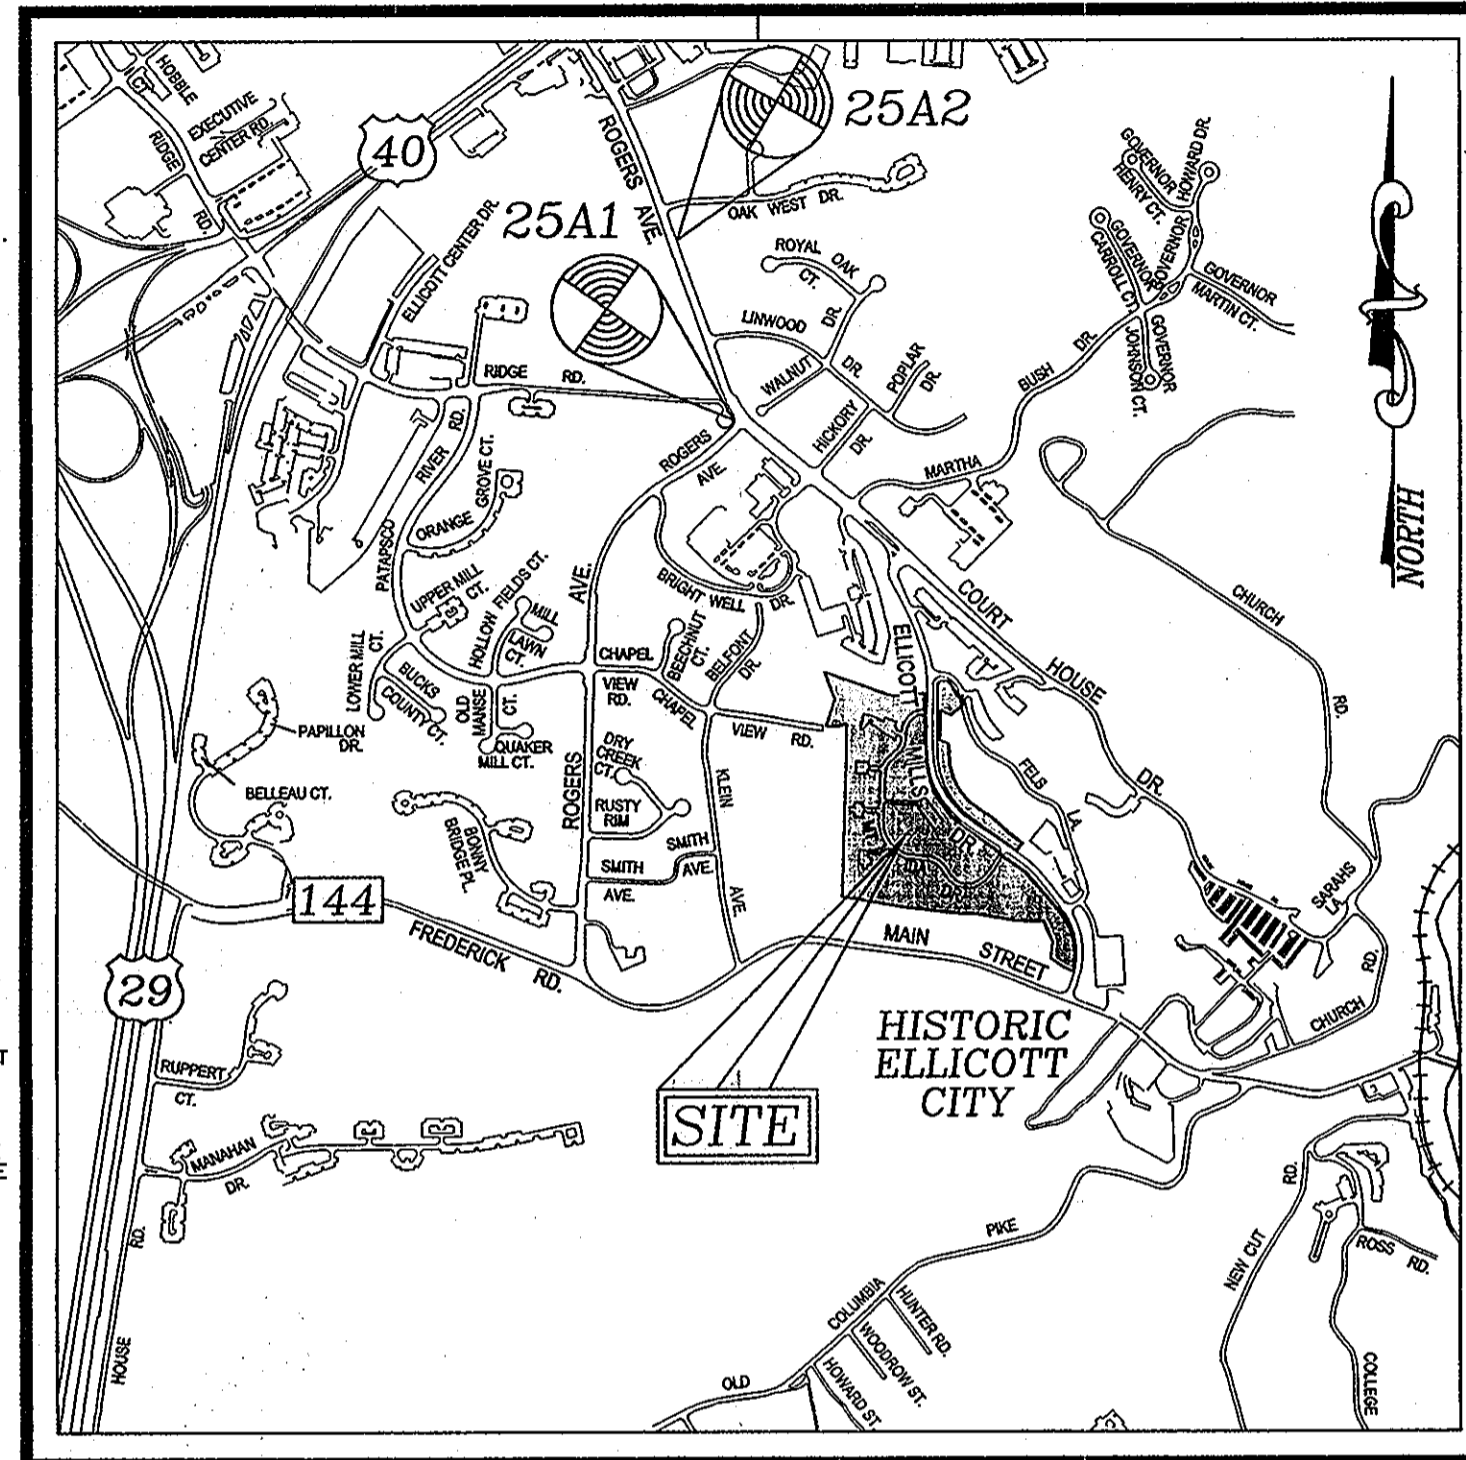 HOBBLE
CT.
EXECUTIVE
CENTER RD.
RIDGE
RD.
40
ROGERS
AVE.
25A2
OAK WEST DR.
25A1
ELLICOTT CENTER DR.
ROYAL OAK
CT.
LINWOOD
DR.
WALNUT
DR.
POPLAR
DR.
HICKORY
DR.
GOVERNOR
HENRY CT.
HOWARD DR.
GOVERNOR
GOVERNOR
CARROLL CT.
GOVERNOR
GOVERNOR
MARTIN CT.
GOVERNOR
JOHNSON CT.
BUSH DR.
MARTHA
NORTH
RIDGE RD.
RIVER RD.
PATAPSCO
GROVE CT.
ORANGE
ROGERS
AVE.
UPPER MILL
CT.
HOLLOW FIELDS CT.
MILL
LAWN
CT.
AVE.
BRIGHT WELL
DR.
BEECHNUT
CT.
BELFONT
DR.
CHAPEL
VIEW
RD.
CHAPEL
VIEW RD.
ELLICOTT
MILLS
DR.
COURT
HOUSE
DR.
CHURCH
RD.
LOWER MILL
CT.
BUCKS
COUNTY CT.
OLD
MANSE
CT.
QUAKER
MILL CT.
PAPILLON
DR.
BELLEAU CT.
DRY
CREEK
CT.
RUSTY
RIM
ROGERS
KLEIN
AVE.
SMITH
AVE.
SMITH
AVE.
BONNY
BRIDGE PL.
FELS
LA.
SARAHS
LA.
144
FREDERICK
RD.
MAIN
STREET
29
HISTORIC
ELLICOTT
CITY
CHURCH
RD.
SITE
RUPPERT
CT.
MANAHAN
DR.
RD.
HOUSE
PIKE
COLUMBIA
OLD
HUNTER RD.
WOODROW ST.
HOWARD ST.
NEW CUT
RD.
ROSS RD.
COLLEGE